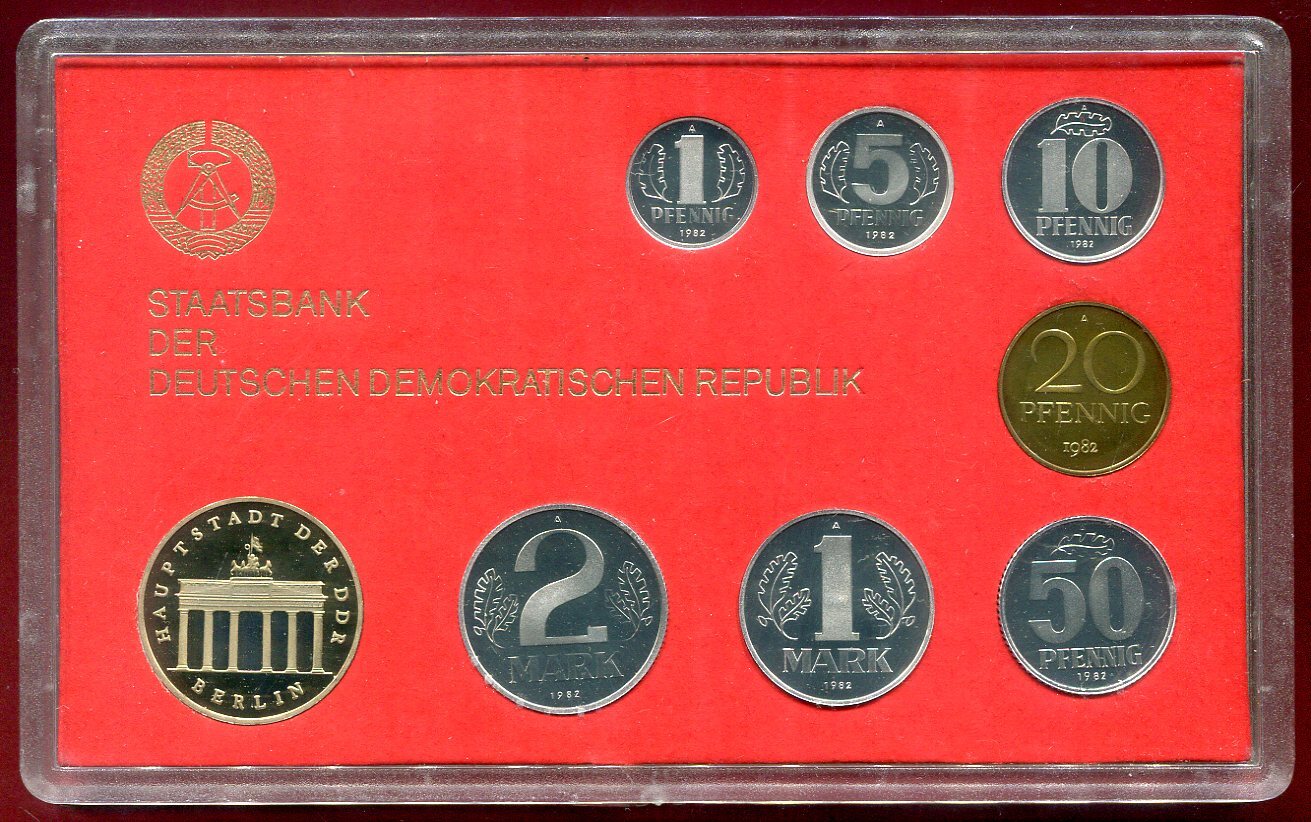 A
1
PFENNIG
1982
A
5
PFENNIG
1982
A
10
PFENNIG
1982
STAATSBANK
DER
DEUTSCHEN DEMOKRATISCHEN REPUBLIK
A
20
PFENNIG
1982
HAUPTSTADT DER DDR
BERLIN
A
2
MARK
1982
A
1
MARK
1982
50
PFENNIG
1982